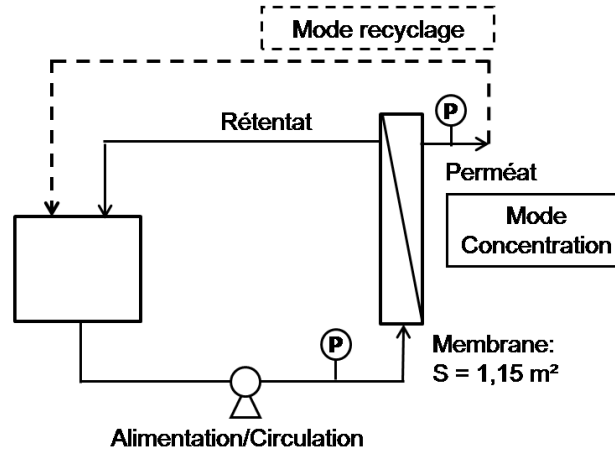 Mode recyclage
P
Rétentat
Perméat
Mode
Concentration
P
Membrane:
S = 1,15 m²
Alimentation/Circulation